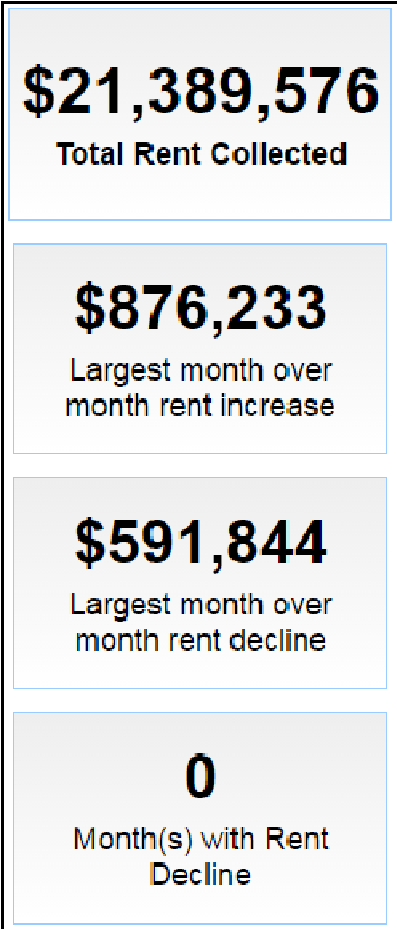 $21,389,576
Total Rent Collected
$876,233
Largest month over
month rent increase
$591,844
Largest month over
month rent decline
0
Month(s) with Rent
Decline